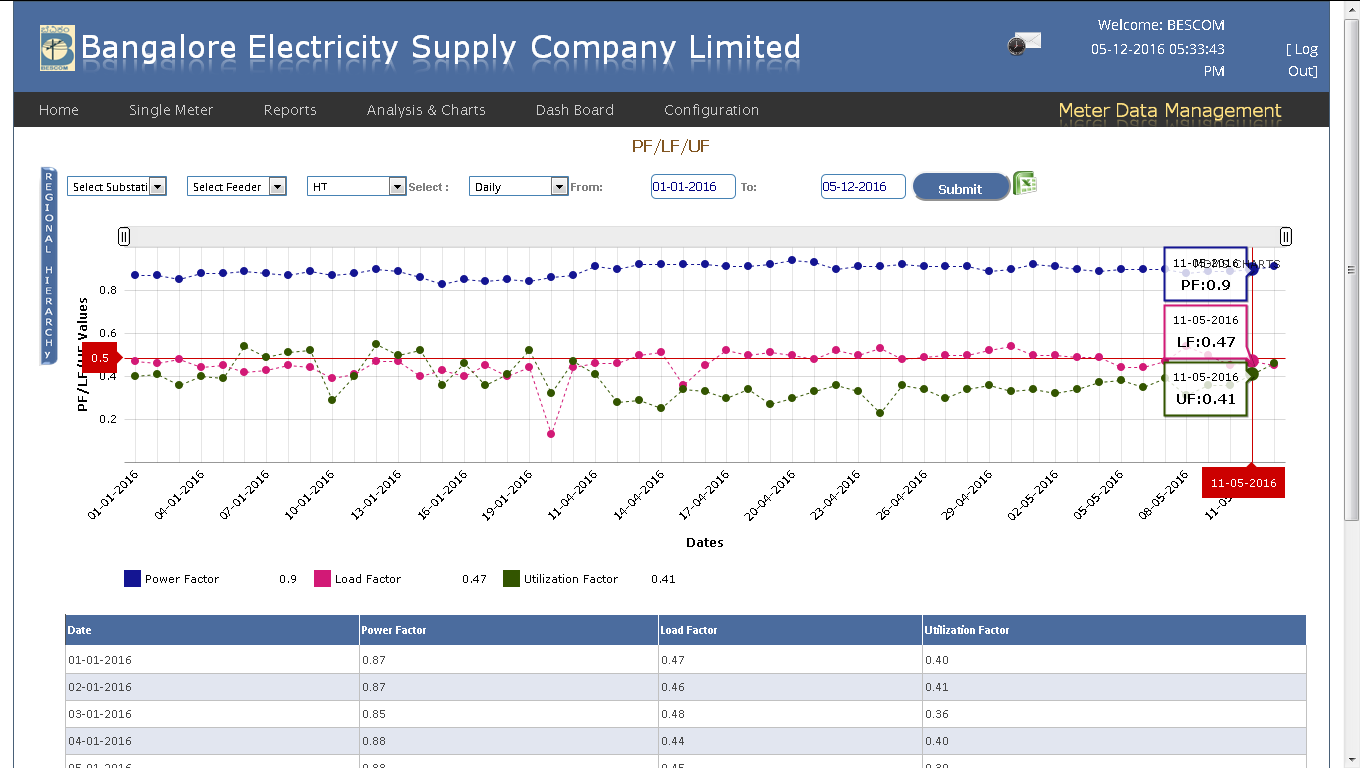 ಬೆವಿಕಂ
BESCOM
Bangalore Electricity Supply Company Limited
Welcome: BESCOM
05-12-2016 05:33:43 PM
[ Log Out]
Home Single Meter Reports Analysis & Charts Dash Board Configuration Meter Data Management
PF/LF/UF
REGIONAL HIERARCHY
Select Substati Select Feeder HT Select : Daily From: 01-01-2016 To: 05-12-2016 Submit
PF/LF/UF Values
0.8
0.6
0.5
0.4
0.2
11-05-2016
PF:0.9
11-05-2016
LF:0.47
11-05-2016
UF:0.41
CHARTS
01-01-2016 04-01-2016 07-01-2016 10-01-2016 13-01-2016 16-01-2016 19-01-2016 11-04-2016 14-04-2016 17-04-2016 20-04-2016 23-04-2016 26-04-2016 29-04-2016 02-05-2016 05-05-2016 08-05-2016 11-05-2016
Dates
Power Factor 0.9 Load Factor 0.47 Utilization Factor 0.41
Date Power Factor Load Factor Utilization Factor
01-01-2016 0.87 0.47 0.40
02-01-2016 0.87 0.46 0.41
03-01-2016 0.85 0.48 0.36
04-01-2016 0.88 0.44 0.40
05-01-2016 0.88 0.45 0.39